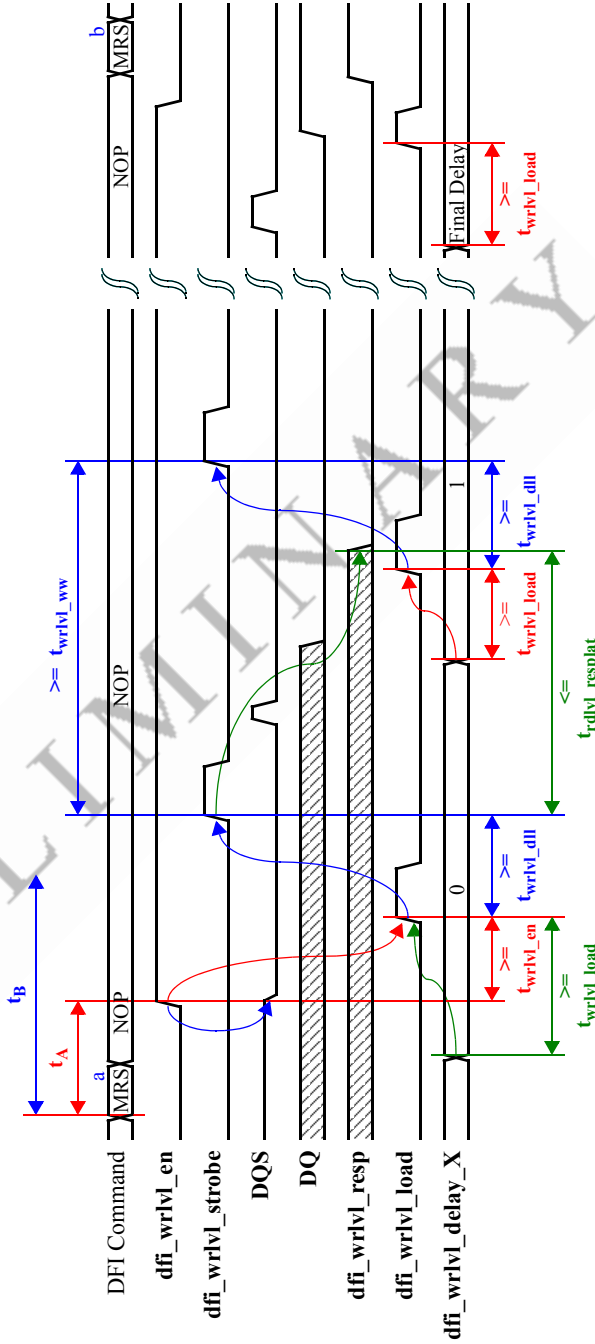 t_B
>= t_wrlvl_ww
t_A
a
b
DFI Command MRS NOP NOP NOP MRS
dfi_wrlvl_en
dfi_wrlvl_strobe
DQS
DQ
dfi_wrlvl_resp
dfi_wrlvl_load
dfi_wrlvl_delay_X 0 1 Final Delay
>=
t_wrlvl_en
>=
t_wrlvl_dll
>=
t_wrlvl_load
>=
t_wrlvl_dll
>=
t_wrlvl_load
>=
t_wrlvl_load
<=
t_rdlvl_resplat
LIMINARY